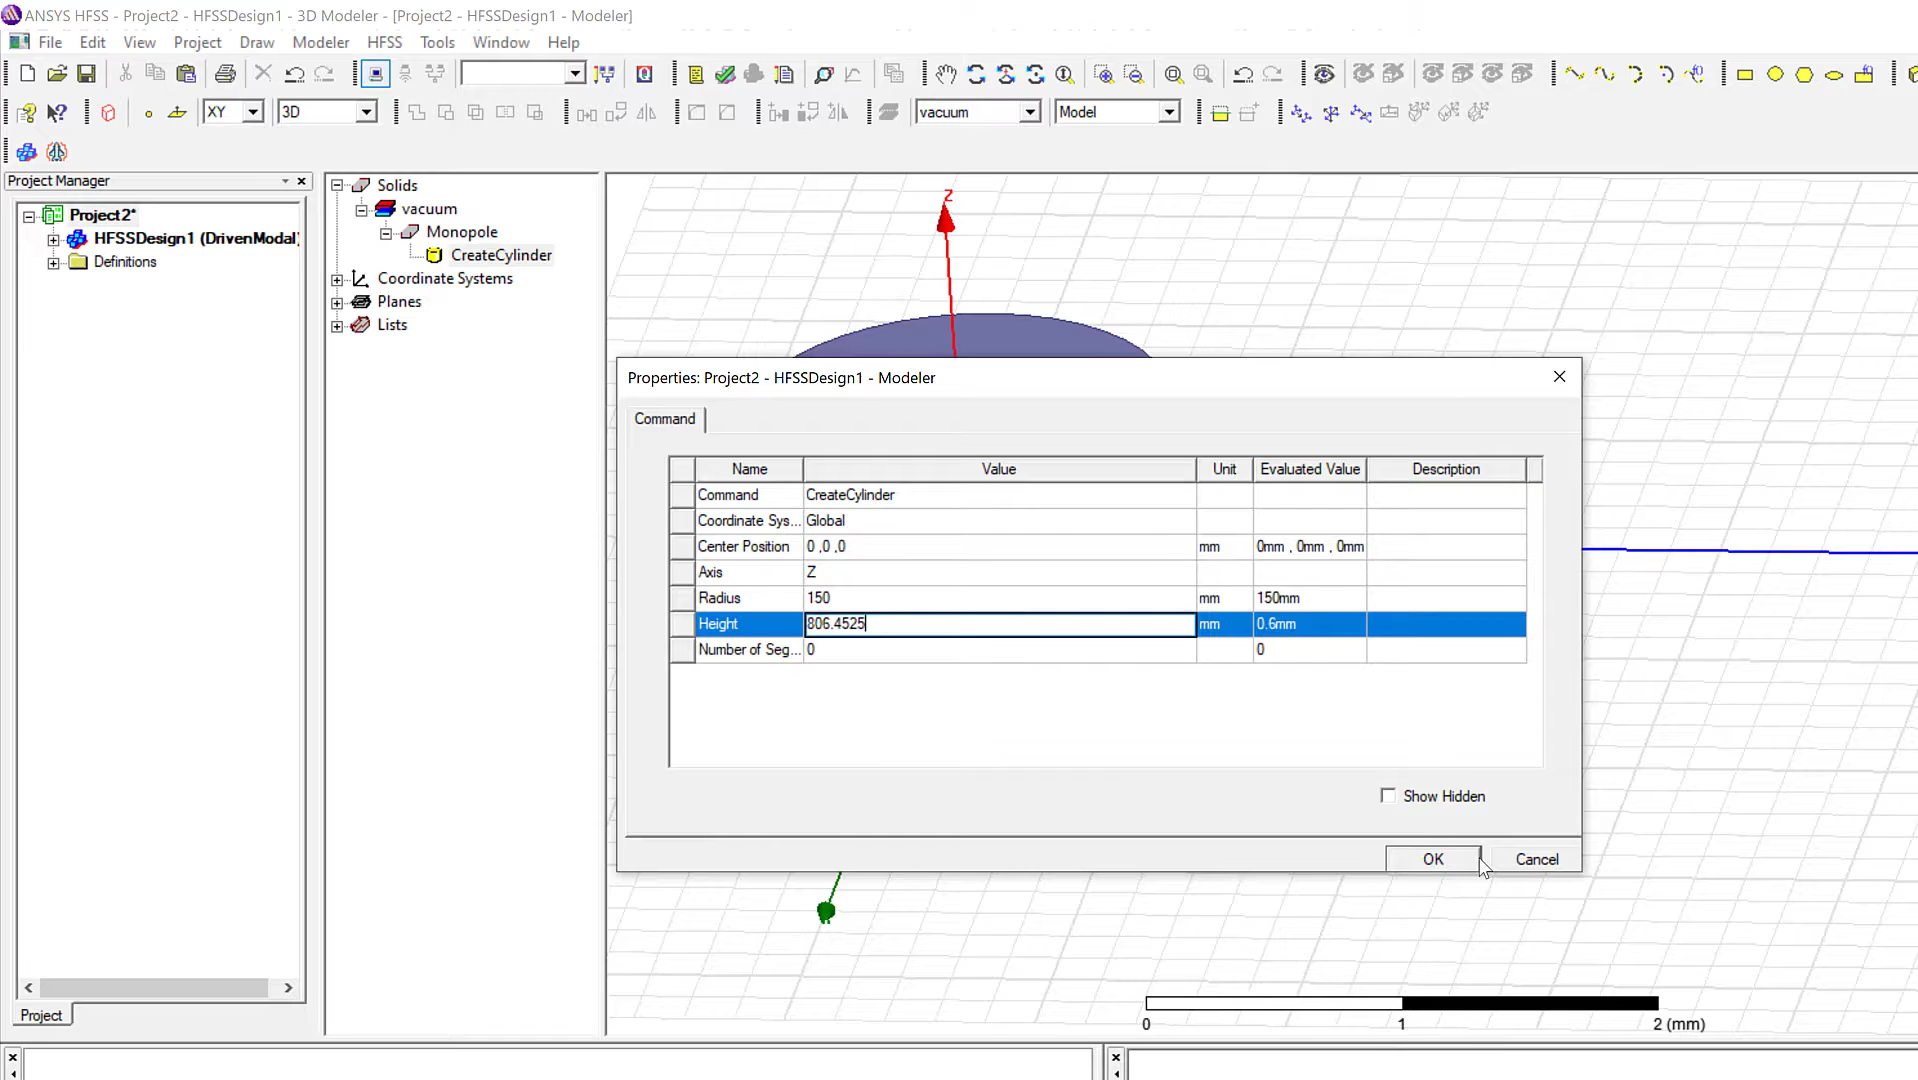 ANSYS HFSS - Project2 - HFSSDesign1 - 3D Modeler - [Project2 - HFSSDesign1 - Modeler]
File Edit View Project Draw Modeler HFSS Tools Window Help
XY 3D vacuum Model
Project Manager
Project2*
HFSSDesign1 (DrivenModal)
Definitions
Project
Solids
vacuum
Monopole
CreateCylinder
Coordinate Systems
Planes
Lists
Z
Properties: Project2 - HFSSDesign1 - Modeler
Command
Name Value Unit Evaluated Value Description
Command CreateCylinder
Coordinate Sys... Global
Center Position 0 ,0 ,0 mm 0mm , 0mm , 0mm
Axis Z
Radius 150 mm 150mm
Height 806.4525 mm 0.6mm
Number of Seg... 0 0
Show Hidden
OK Cancel
0 1 2 (mm)